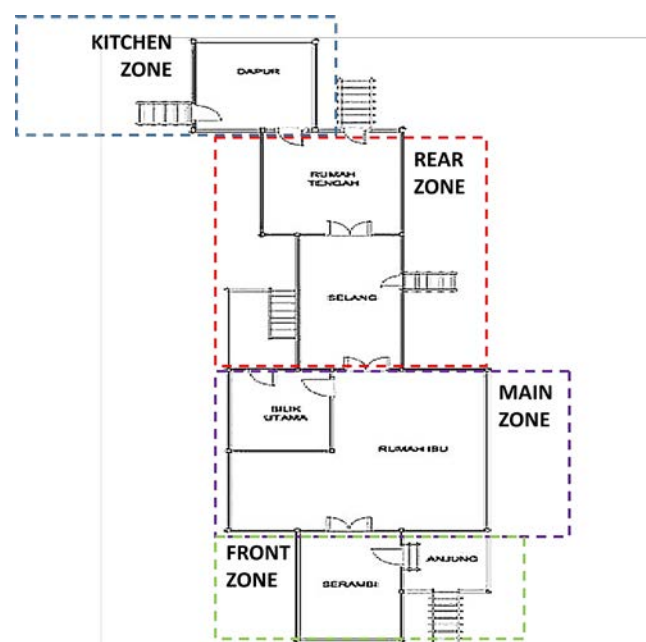 KITCHEN
ZONE
DAPUR
REAR
ZONE
RUMAH
TENGAH
SELANG
MAIN
ZONE
BILIK
UTAMA
RUMAH IBU
FRONT
ZONE
ANJUNG
SERAMBI